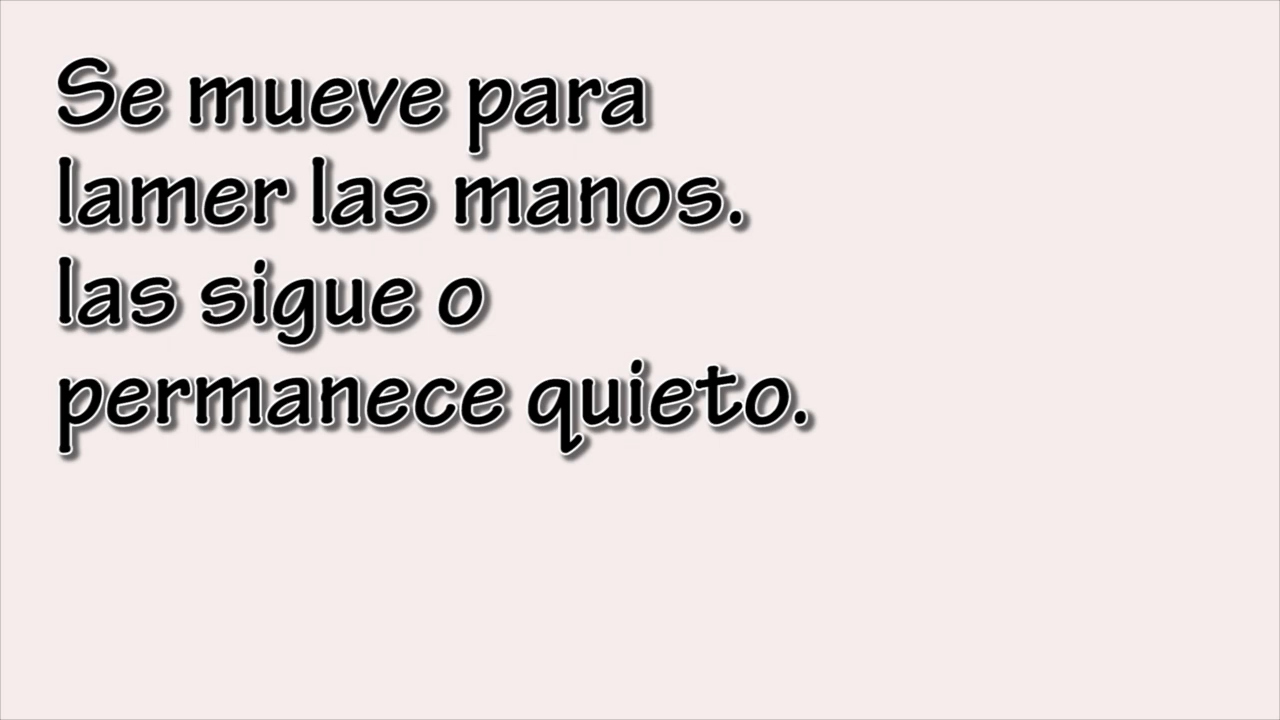 Se mueve para
lamer las manos.
las sigue o
permanece quieto.